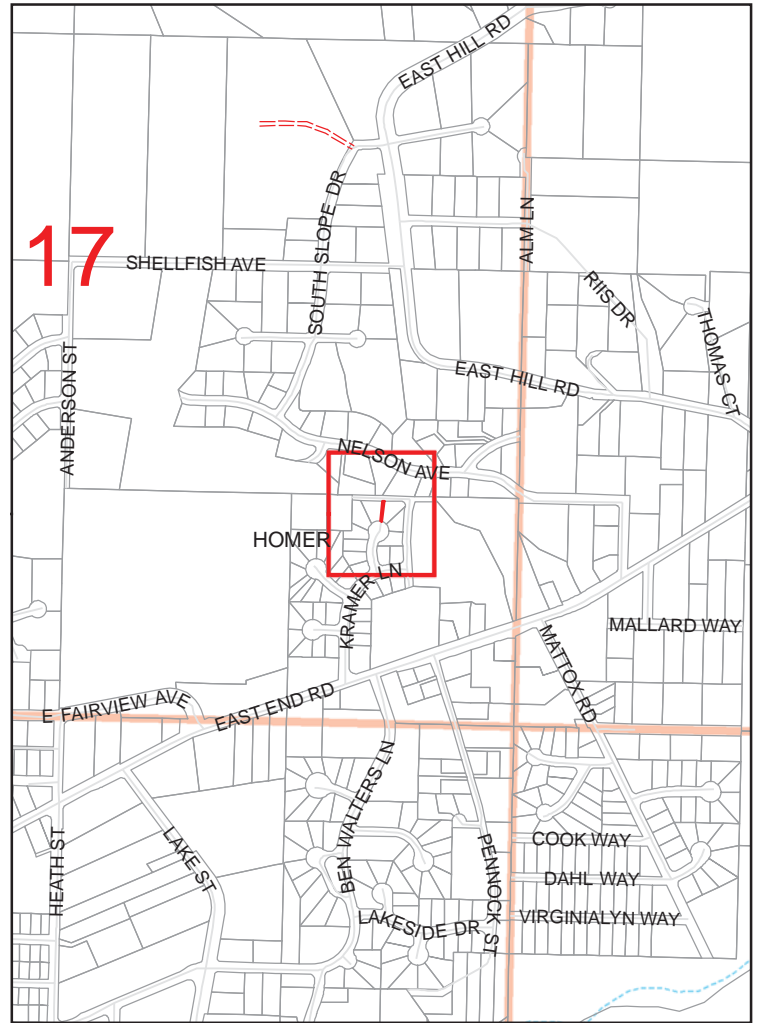 EAST HILL RD
SOUTH SLOPE DR
ALM LN
17
SHELLFISH AVE
RIIS DR
THOMAS CT
ANDERSON ST
EAST HILL RD
NELSON AVE
HOMER
KRAMER LN
MALLARD WAY
MATTOX RD
E FAIRVIEW AVE
EAST END RD
BEN WALTERS LN
HEATH ST
LAKE ST
PENNOCK ST
COOK WAY
DAHL WAY
LAKESIDE DR
VIRGINIALYN WAY